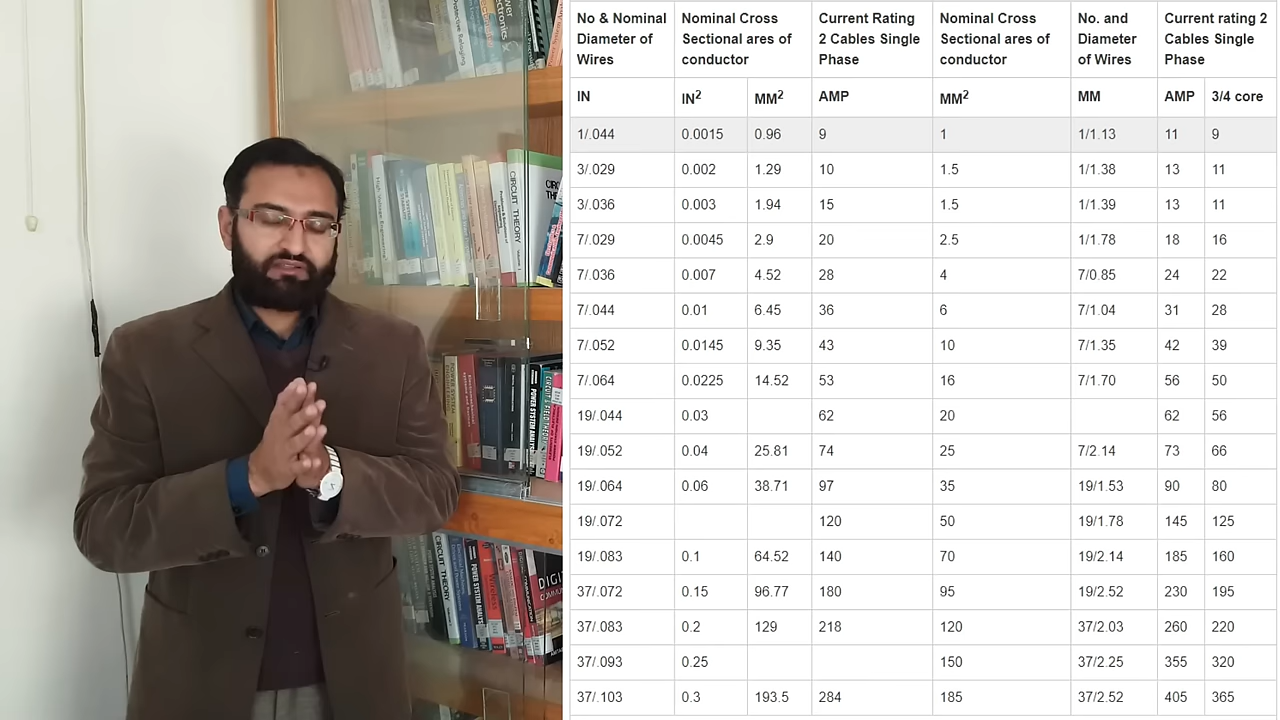 No & Nominal Diameter of Wires Nominal Cross Sectional ares of conductor Current Rating 2 Cables Single Phase Nominal Cross Sectional ares of conductor No. and Diameter of Wires Current rating 2 Cables Single Phase
IN IN2 MM2 AMP MM2 MM AMP 3/4 core
1/.044 0.0015 0.96 9 1 1/1.13 11 9
3/.029 0.002 1.29 10 1.5 1/1.38 13 11
3/.036 0.003 1.94 15 1.5 1/1.39 13 11
7/.029 0.0045 2.9 20 2.5 1/1.78 18 16
7/.036 0.007 4.52 28 4 7/0.85 24 22
7/.044 0.01 6.45 36 6 7/1.04 31 28
7/.052 0.0145 9.35 43 10 7/1.35 42 39
7/.064 0.0225 14.52 53 16 7/1.70 56 50
19/.044 0.03 62 20 62 56
19/.052 0.04 25.81 74 25 7/2.14 73 66
19/.064 0.06 38.71 97 35 19/1.53 90 80
19/.072 120 50 19/1.78 145 125
19/.083 0.1 64.52 140 70 19/2.14 185 160
37/.072 0.15 96.77 180 95 19/2.52 230 195
37/.083 0.2 129 218 120 37/2.03 260 220
37/.093 0.25 150 37/2.25 355 320
37/.103 0.3 193.5 284 185 37/2.52 405 365
CIRCUIT THEORY
POWER SYSTEM ANALYSIS
CIRCUIT THEORY